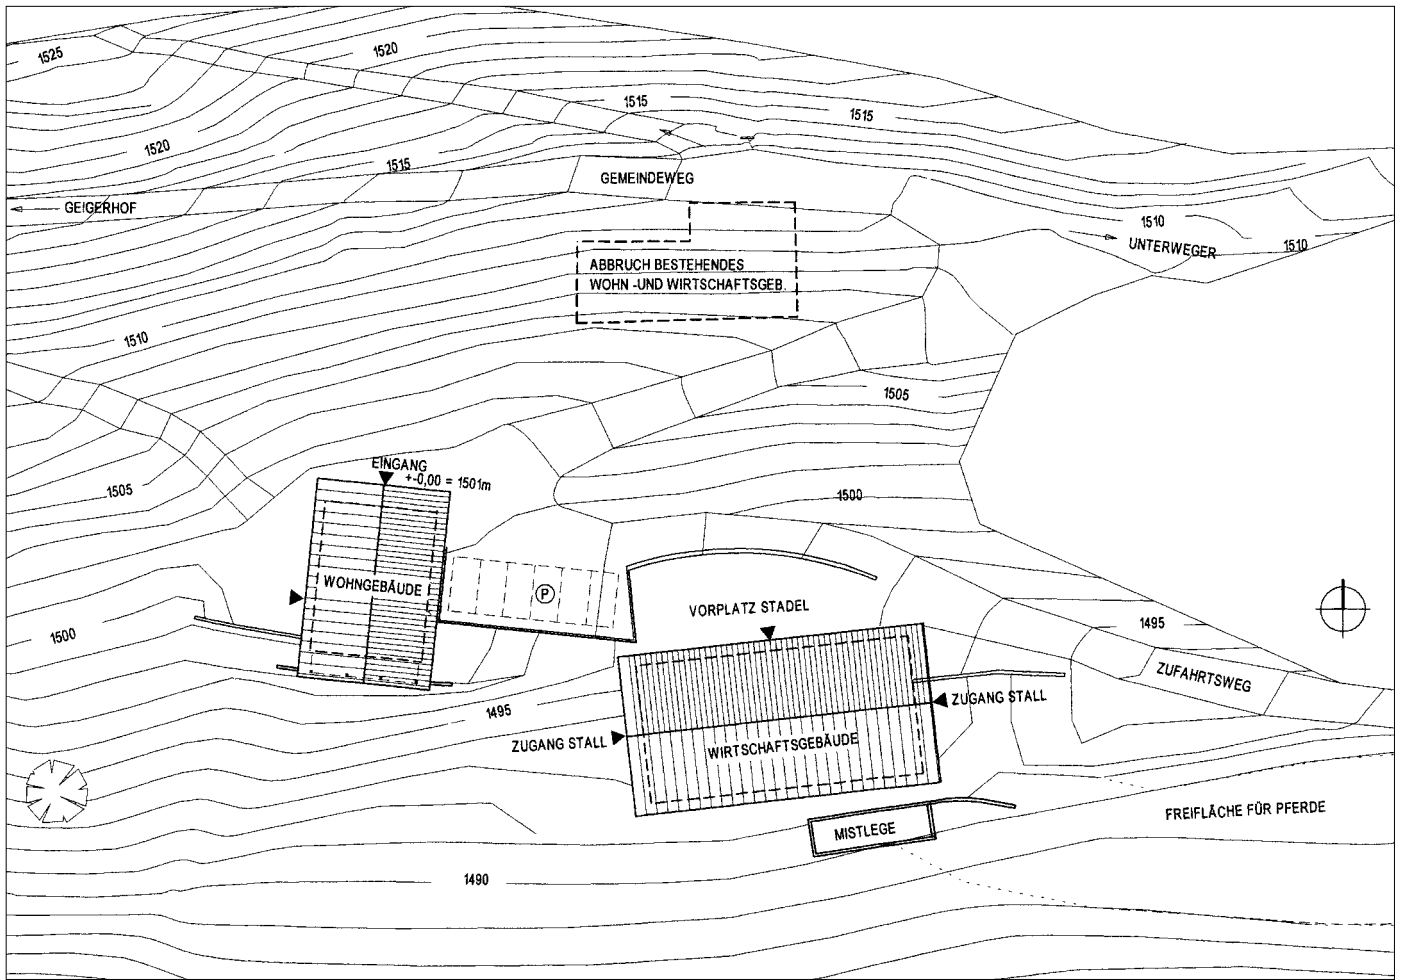 1525
1520
1515
1515
1520
1515
GEMEINDEWEG
GEIGERHOF
1510
UNTERWEGER
1510
ABBRUCH BESTEHENDES
WOHN -UND WIRTSCHAFTSGEB.
1510
1505
EINGANG
+-0,00 = 1501m
1505
1500
WOHNGEBÄUDE
P
VORPLATZ STADEL
1500
1495
ZUFAHRTSWEG
1495
ZUGANG STALL
ZUGANG STALL
WIRTSCHAFTSGEBÄUDE
FREIFLÄCHE FÜR PFERDE
MISTLEGE
1490